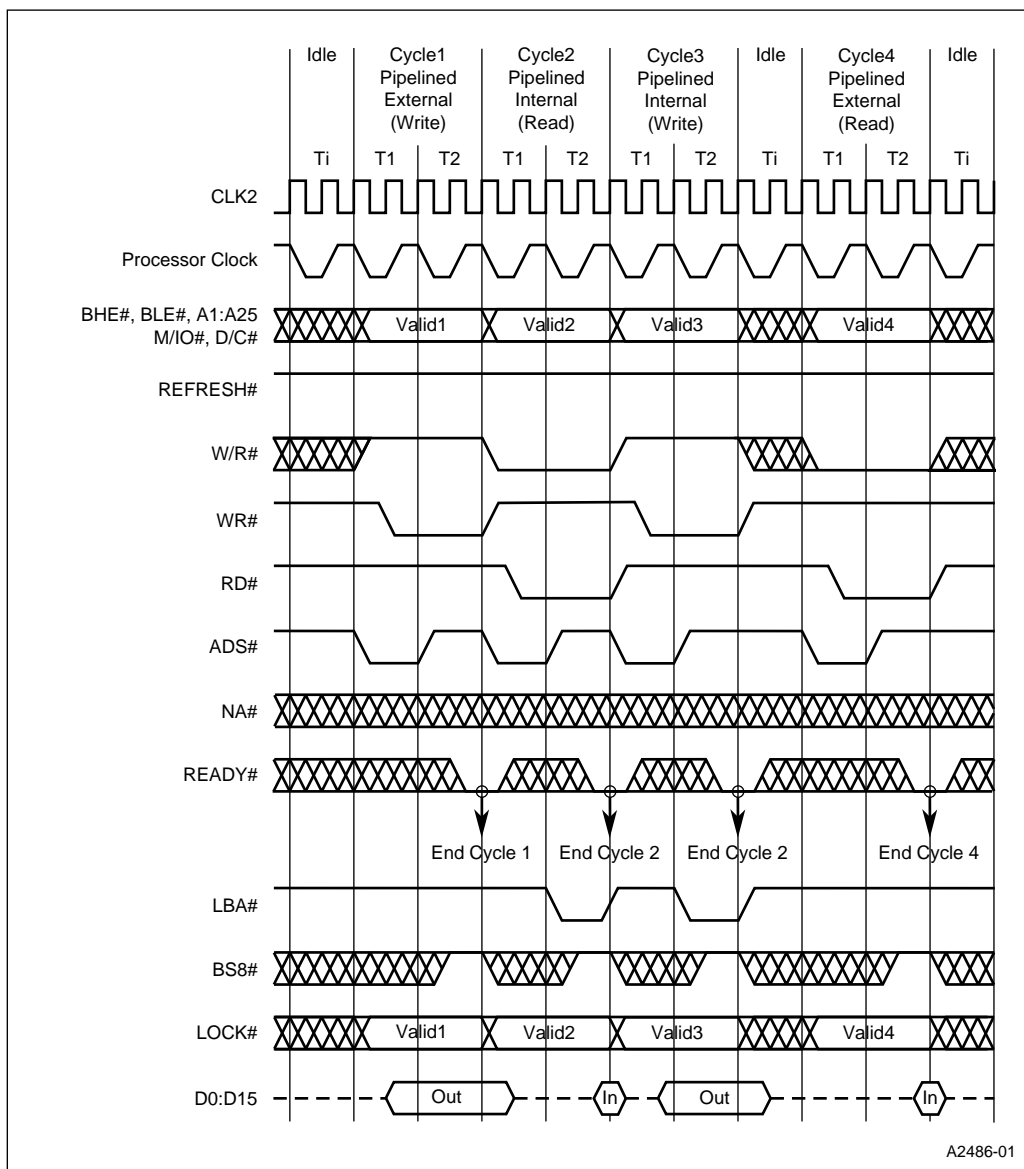 Idle
Cycle1
Pipelined
External
(Write)
Cycle2
Pipelined
Internal
(Read)
Cycle3
Pipelined
Internal
(Write)
Idle
Cycle4
Pipelined
External
(Read)
Idle
Ti T1 T2 T1 T2 T1 T2 Ti T1 T2 Ti
CLK2
Processor Clock
BHE#, BLE#, A1:A25
M/IO#, D/C#
Valid1 Valid2 Valid3 Valid4
REFRESH#
W/R#
WR#
RD#
ADS#
NA#
READY#
End Cycle 1 End Cycle 2 End Cycle 2 End Cycle 4
LBA#
BS8#
LOCK# Valid1 Valid2 Valid3 Valid4
D0:D15 Out In Out In
A2486-01